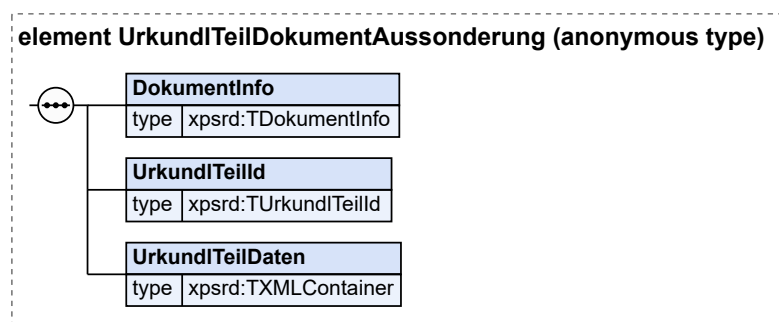 element UrkundlTeilDokumentAussonderung (anonymous type)
DokumentInfo
type xpsrd:TDokumentInfo
UrkundlTeilId
type xpsrd:TUrkundlTeilId
UrkundlTeilDaten
type xpsrd:TXMLContainer